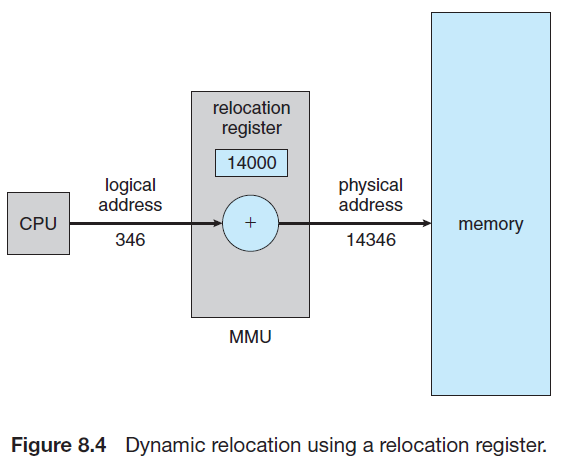 relocation
register
14000
logical
address
physical
address
CPU
+
memory
346
14346
MMU
Figure 8.4 Dynamic relocation using a relocation register.